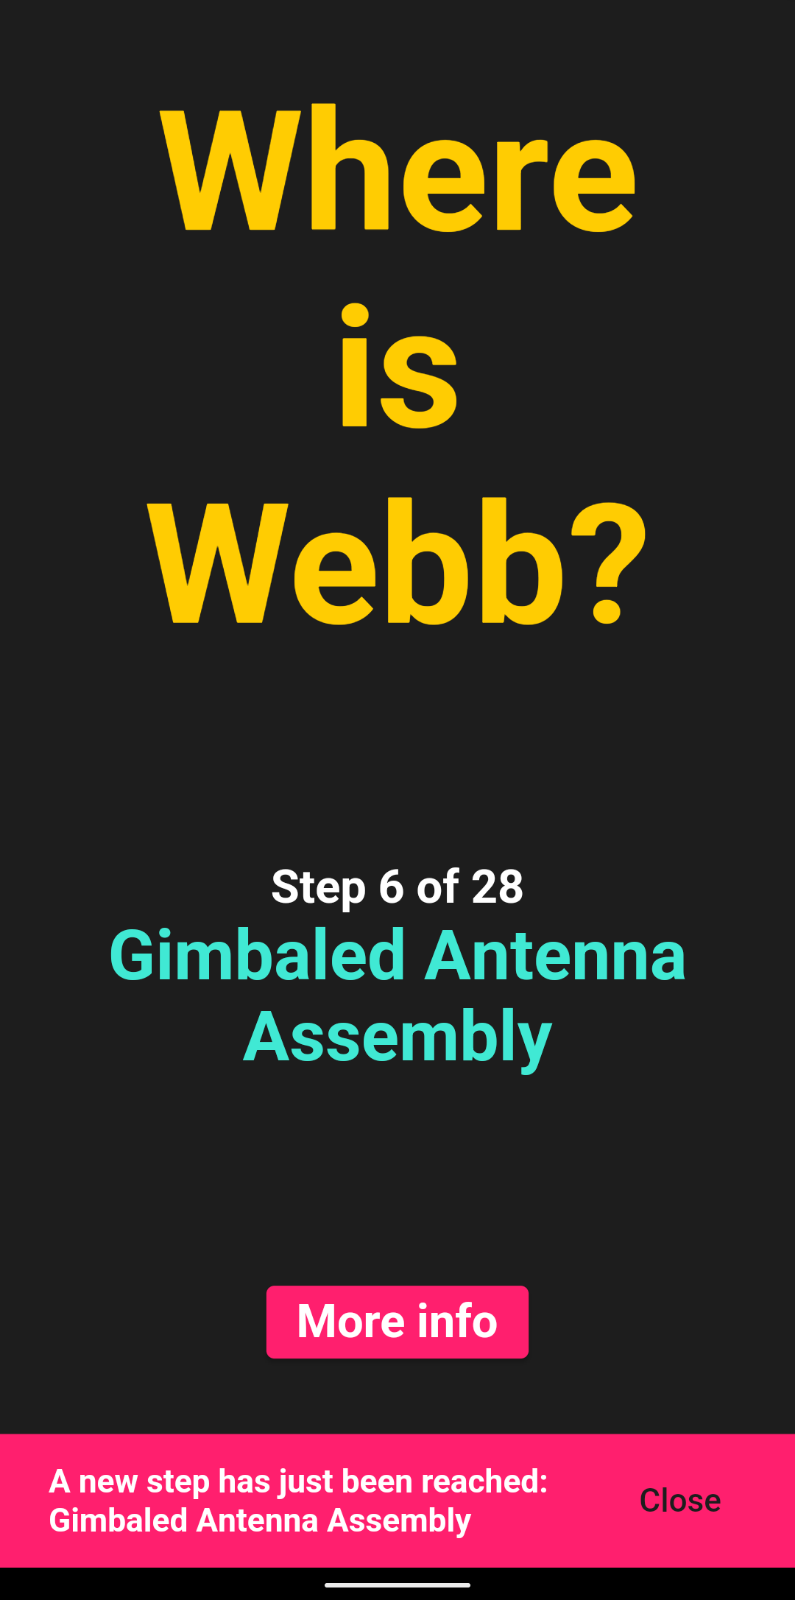 Where
is
Webb?
Step 6 of 28
Gimbaled Antenna
Assembly
More info
A new step has just been reached:
Gimbaled Antenna Assembly
Close